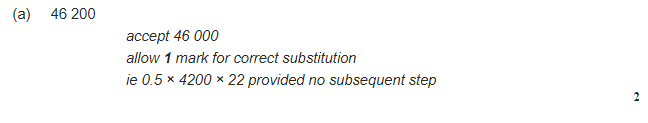 (a) 46 200
accept 46 000
allow 1 mark for correct substitution
ie 0.5 × 4200 × 22 provided no subsequent step
2